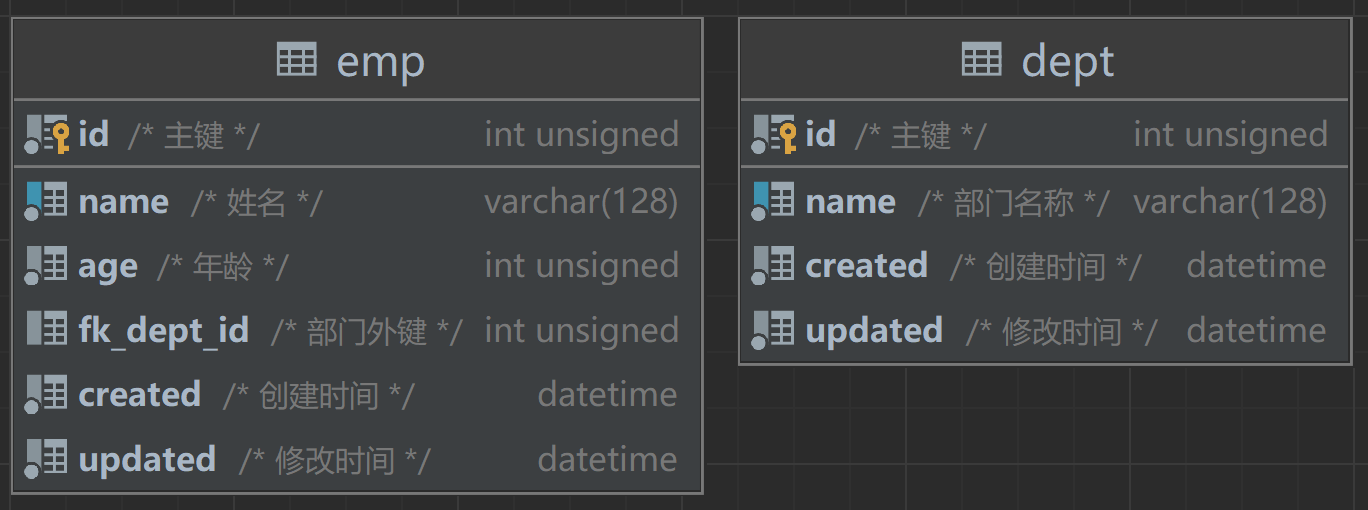 emp
id /* 主键 */ int unsigned
name /* 姓名 */ varchar(128)
age /* 年龄 */ int unsigned
fk_dept_id /* 部门外键 */ int unsigned
created /* 创建时间 */ datetime
updated /* 修改时间 */ datetime
dept
id /* 主键 */ int unsigned
name /* 部门名称 */ varchar(128)
created /* 创建时间 */ datetime
updated /* 修改时间 */ datetime